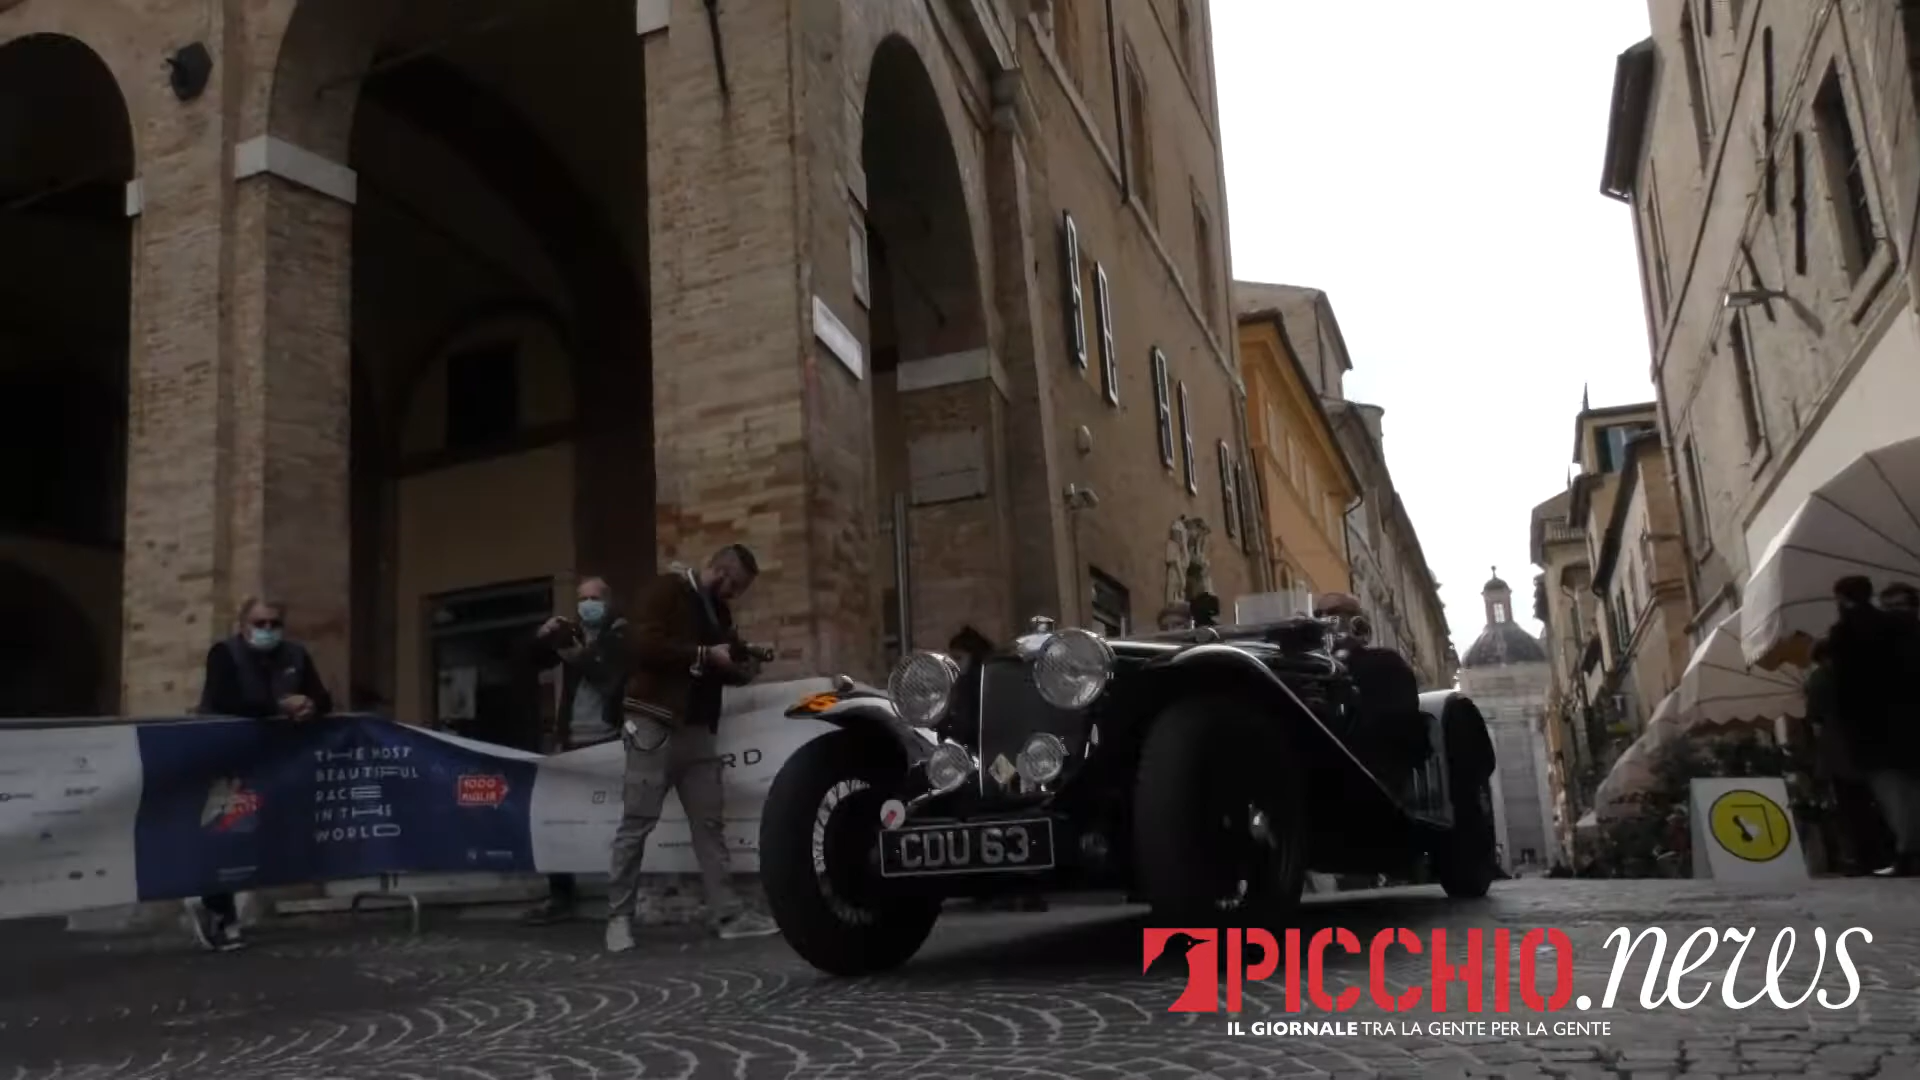 THE MOST
BEAUTIFUL
RACE
IN THE
WORLD
1000
MIGLIA
RD
CDU 63
PICCHIO.news
IL GIORNALE TRA LA GENTE PER LA GENTE